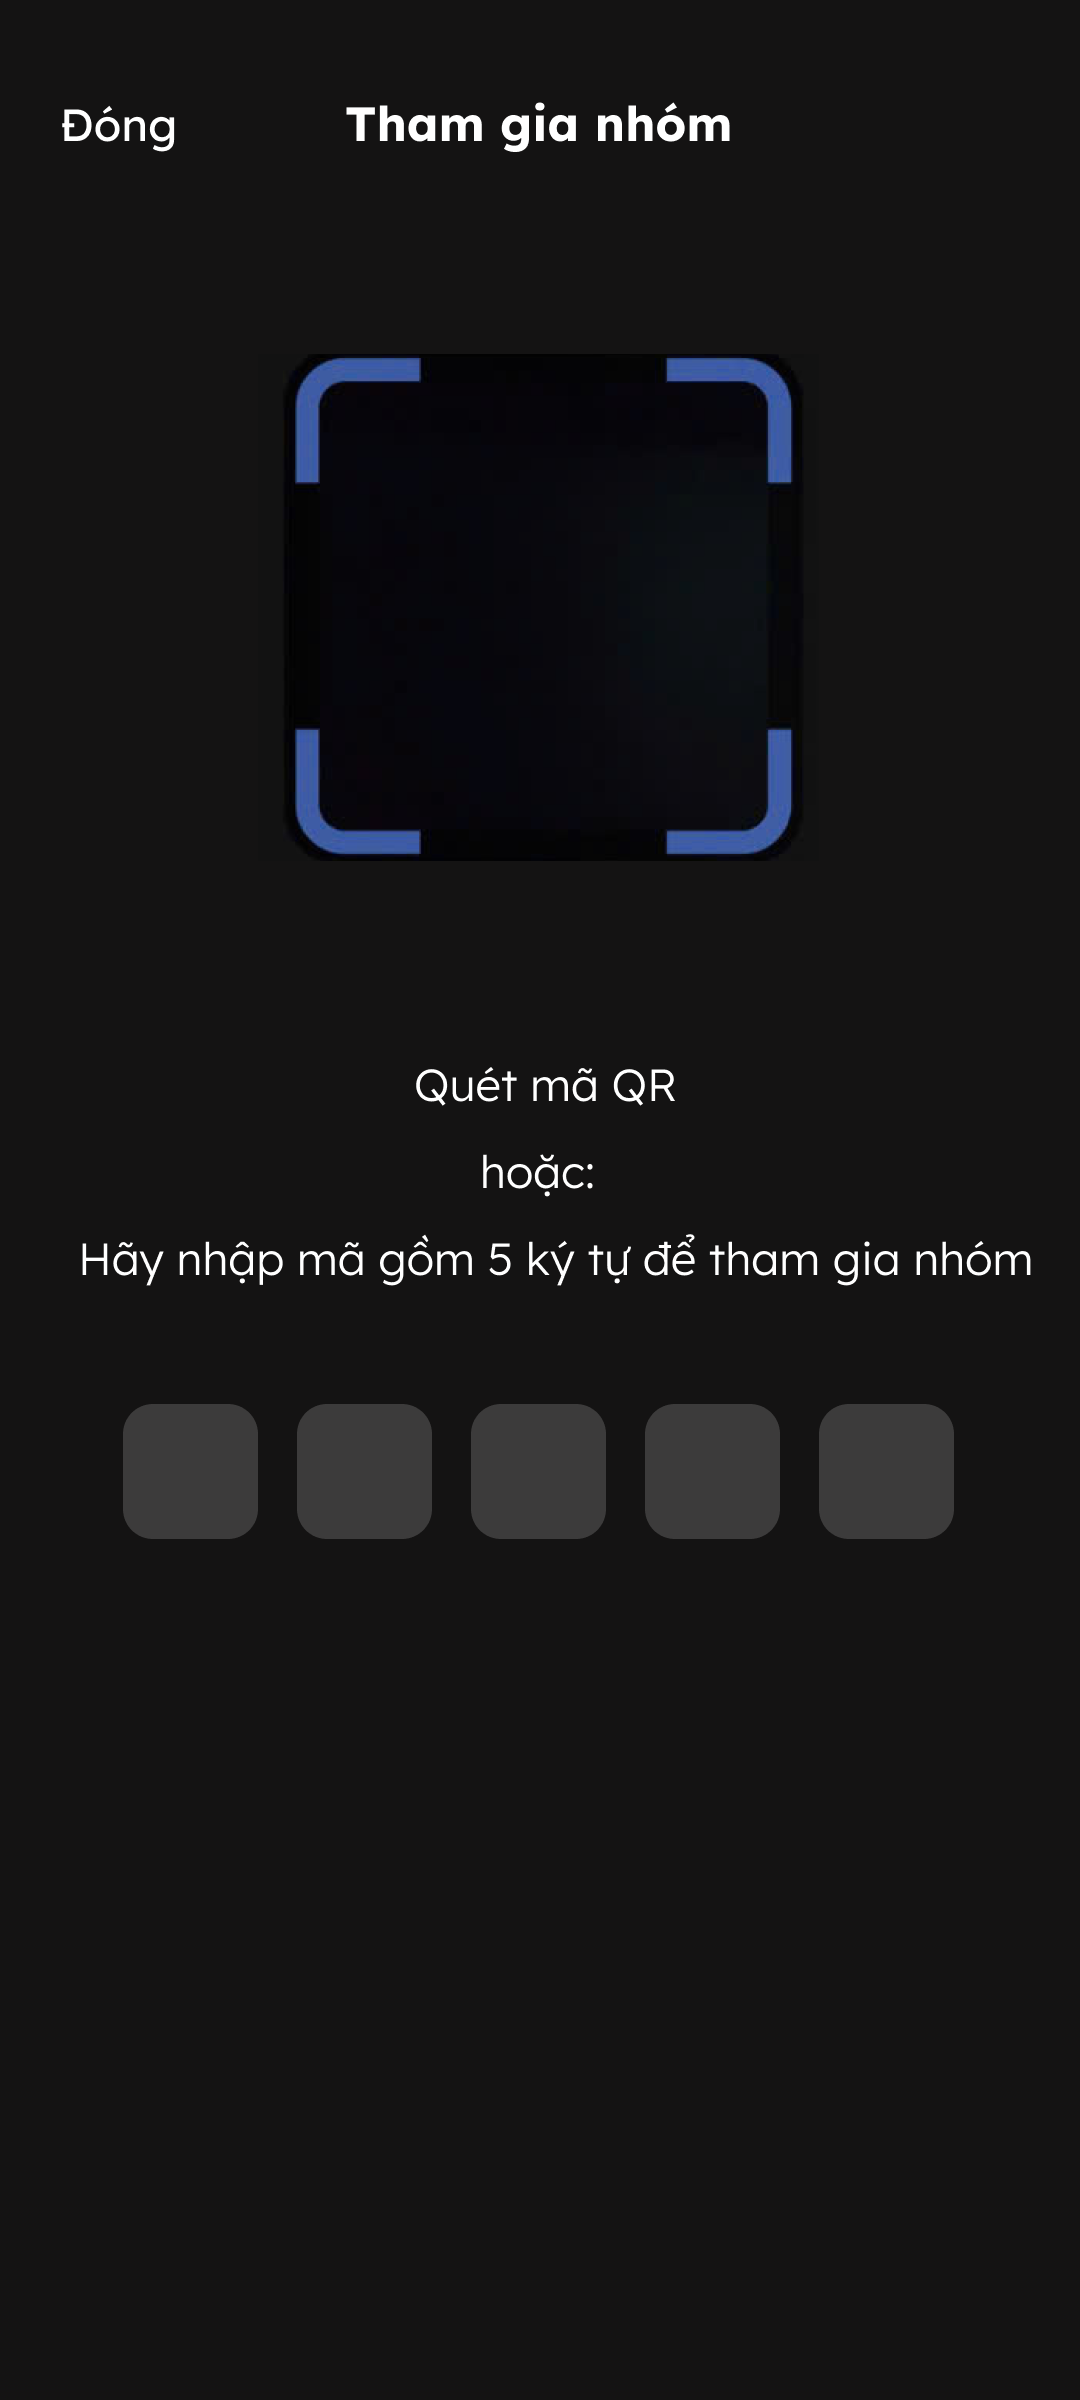 Đóng
Tham gia nhóm
Quét mã QR
hoặc:
Hãy nhập mã gồm 5 ký tự để tham gia nhóm